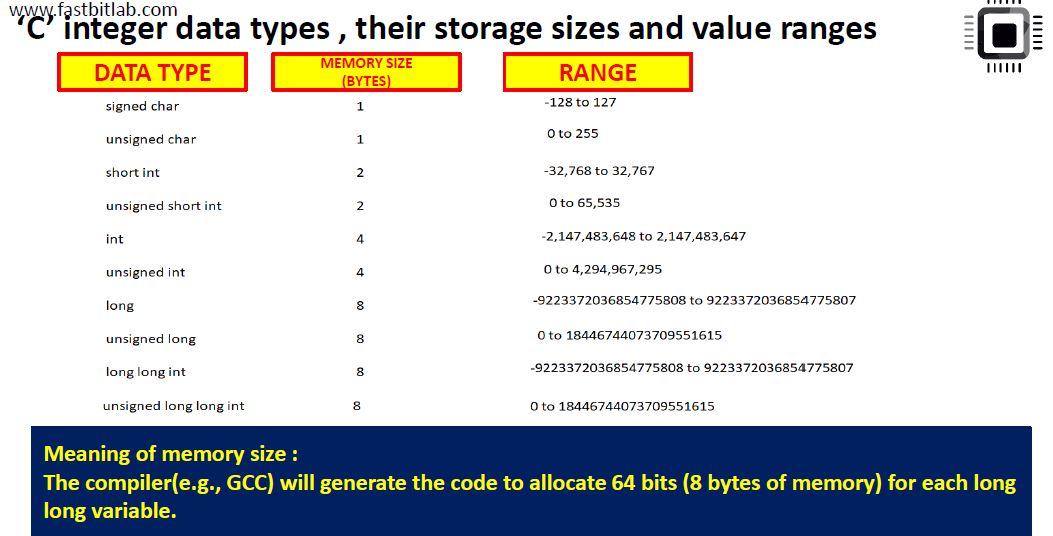 www.fastbitlab.com
‘C’ integer data types , their storage sizes and value ranges
DATA TYPE MEMORY SIZE (BYTES) RANGE
signed char 1 -128 to 127
unsigned char 1 0 to 255
short int 2 -32,768 to 32,767
unsigned short int 2 0 to 65,535
int 4 -2,147,483,648 to 2,147,483,647
unsigned int 4 0 to 4,294,967,295
long 8 -9223372036854775808 to 9223372036854775807
unsigned long 8 0 to 18446744073709551615
long long int 8 -9223372036854775808 to 9223372036854775807
unsigned long long int 8 0 to 18446744073709551615
Meaning of memory size :
The compiler(e.g., GCC) will generate the code to allocate 64 bits (8 bytes of memory) for each long
long variable.